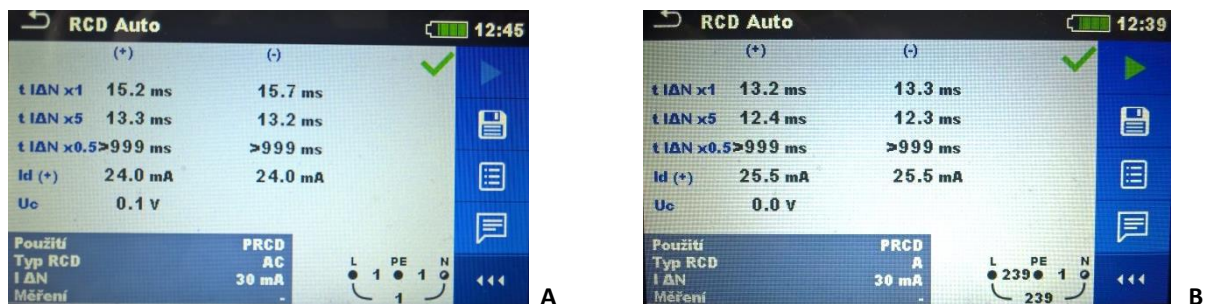 RCD Auto 12:45
(+) (-)
t IΔN x1 15.2 ms 15.7 ms
t IΔN x5 13.3 ms 13.2 ms
t IΔN x0.5 >999 ms >999 ms
Id (+) 24.0 mA 24.0 mA
Uc 0.1 V
Použití PRCD
Typ RCD AC
I ΔN 30 mA
Měření -
L PE N
1 1
1
A
RCD Auto 12:39
(+) (-)
t IΔN x1 13.2 ms 13.3 ms
t IΔN x5 12.4 ms 12.3 ms
t IΔN x0.5 >999 ms >999 ms
Id (+) 25.5 mA 25.5 mA
Uc 0.0 V
Použití PRCD
Typ RCD A
I ΔN 30 mA
Měření -
L PE N
239 1
239
B